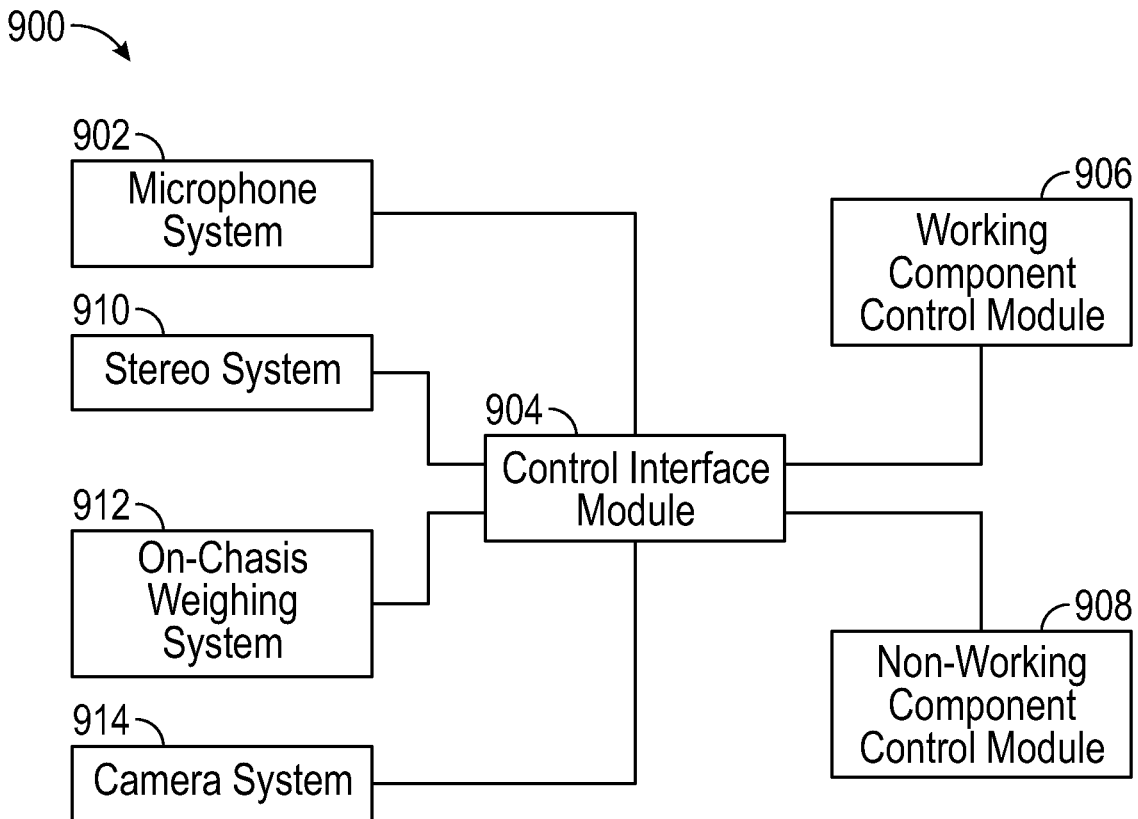 900
902
Microphone
System
910
Stereo System
912
On-Chasis
Weighing
System
914
Camera System
904
Control Interface
Module
906
Working
Component
Control Module
908
Non-Working
Component
Control Module